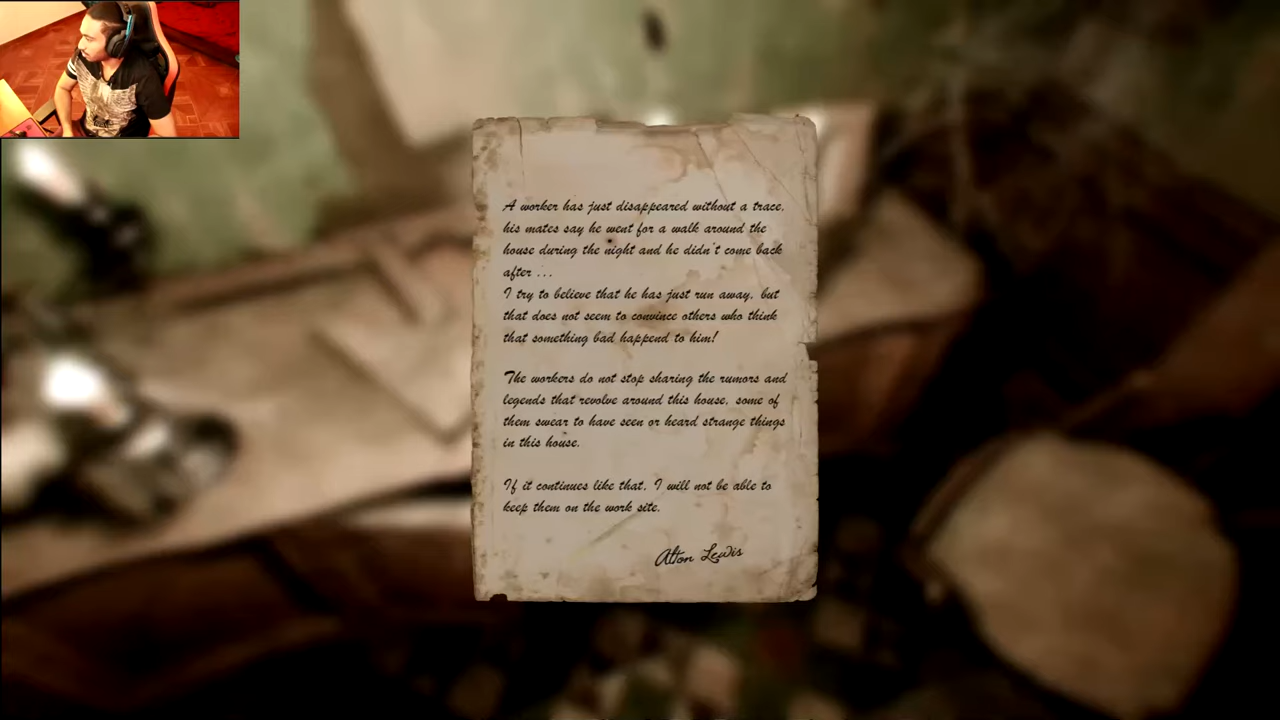 A worker has just disappeared without a trace,
his mates say he went for a walk around the
house during the night and he didn't come back
after ...
I try to believe that he has just run away, but
that does not seem to convince others who think
that something bad happend to him!
The workers do not stop sharing the rumors and
legends that revolve around this house, some of
them swear to have seen or heard strange things
in this house.
If it continues like that, I will not be able to
keep them on the work site.
Alton Lewis